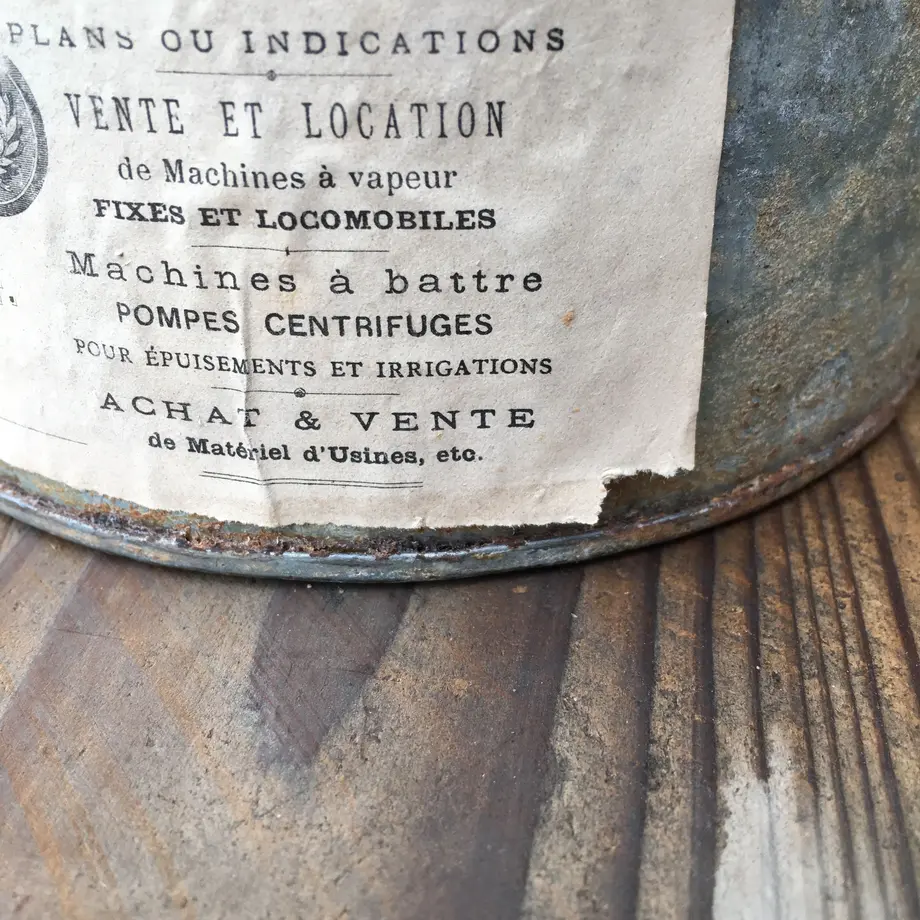 PLANS OU INDICATIONS
VENTE ET LOCATION
de Machines à vapeur
FIXES ET LOCOMOBILES
Machines à battre
POMPES CENTRIFUGES
POUR ÉPUISEMENTS ET IRRIGATIONS
ACHAT & VENTE
de Matériel d'Usines, etc.